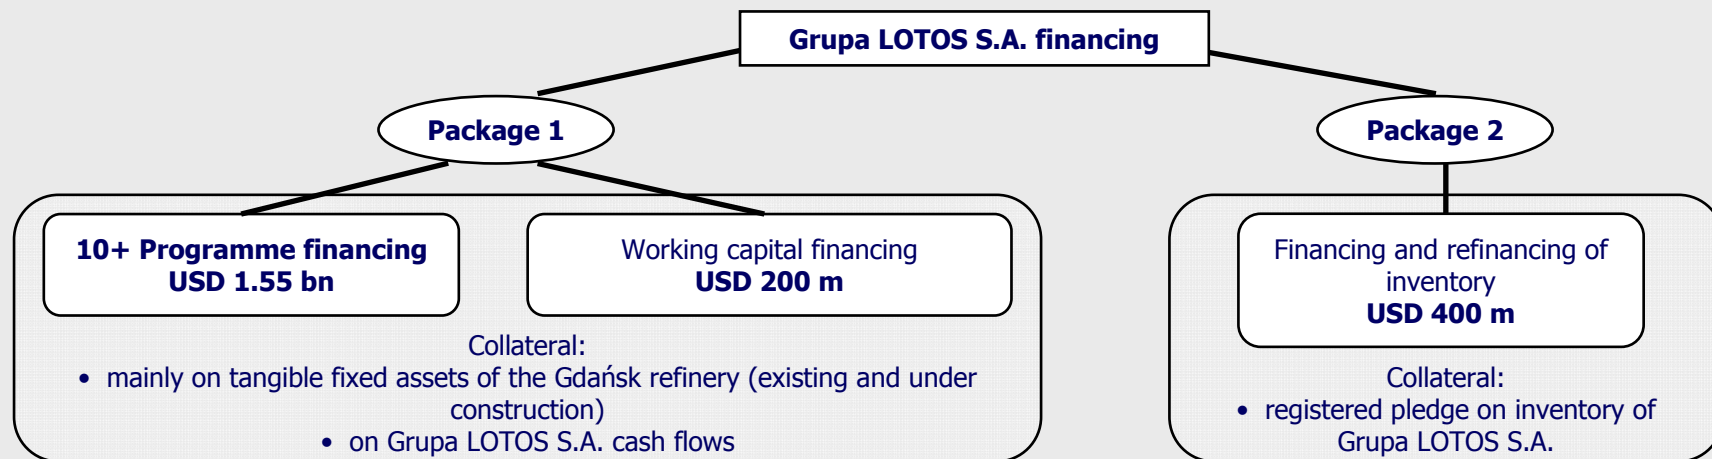 Grupa LOTOS S.A. financing
Package 1
Package 2
10+ Programme financing
USD 1.55 bn
Working capital financing
USD 200 m
Collateral:
• mainly on tangible fixed assets of the Gdańsk refinery (existing and under
construction)
• on Grupa LOTOS S.A. cash flows
Financing and refinancing of
inventory
USD 400 m
Collateral:
• registered pledge on inventory of
Grupa LOTOS S.A.